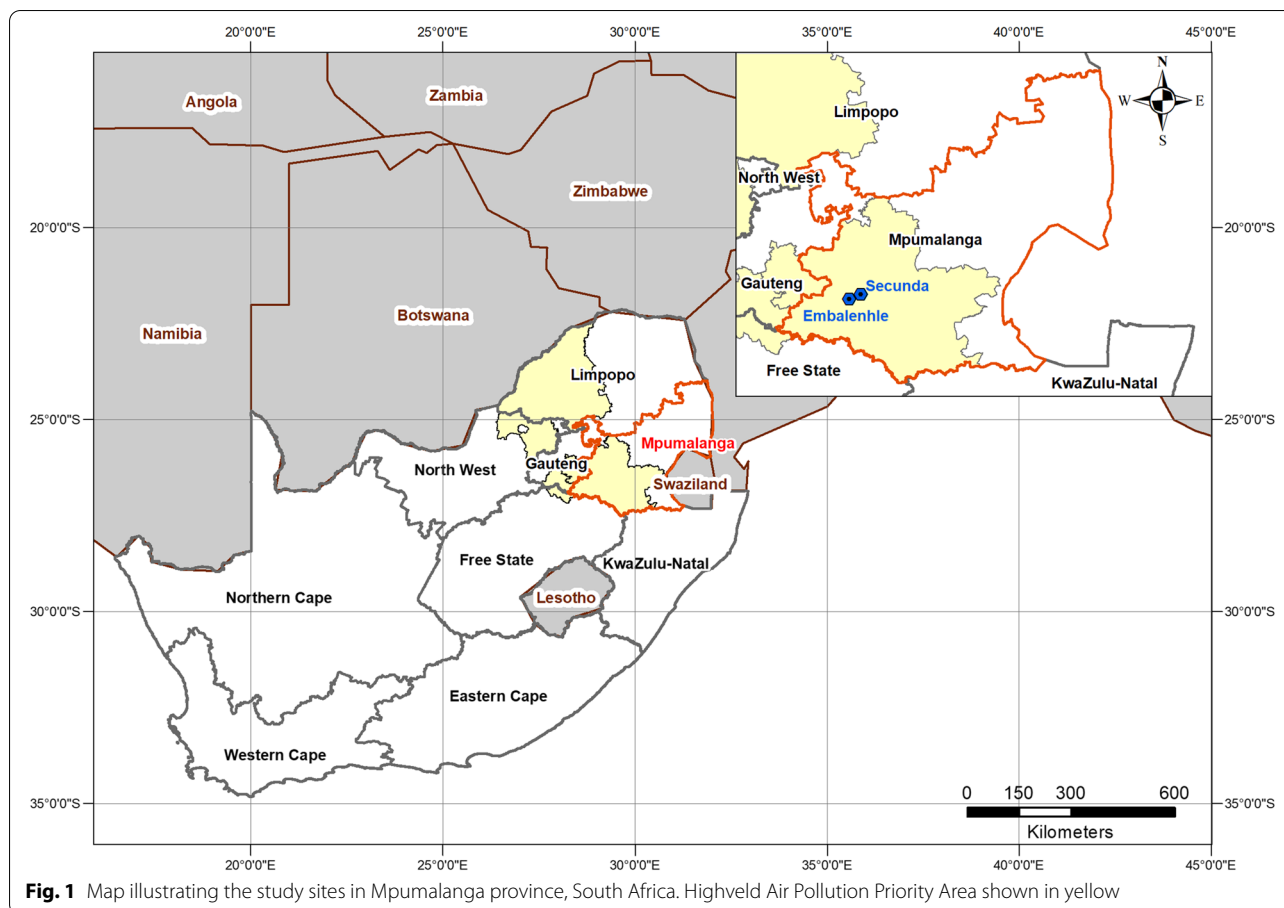 20°0'0"E 25°0'0"E 30°0'0"E 35°0'0"E 40°0'0"E 45°0'0"E
Angola
Zambia
Zimbabwe
Botswana
Namibia
20°0'0"S
N
W E
S
Limpopo
North West
Mpumalanga
Gauteng
Secunda
Embalenhle
Free State
KwaZulu-Natal
20°0'0"S
Limpopo
25°0'0"S
Mpumalanga
North West
Gauteng
Swaziland
25°0'0"S
Free State
KwaZulu-Natal
Northern Cape
Lesotho
30°0'0"S
30°0'0"S
Eastern Cape
Western Cape
35°0'0"S
35°0'0"S
0 150 300 600
Kilometers
20°0'0"E 25°0'0"E 30°0'0"E 35°0'0"E 40°0'0"E 45°0'0"E
Fig. 1 Map illustrating the study sites in Mpumalanga province, South Africa. Highveld Air Pollution Priority Area shown in yellow